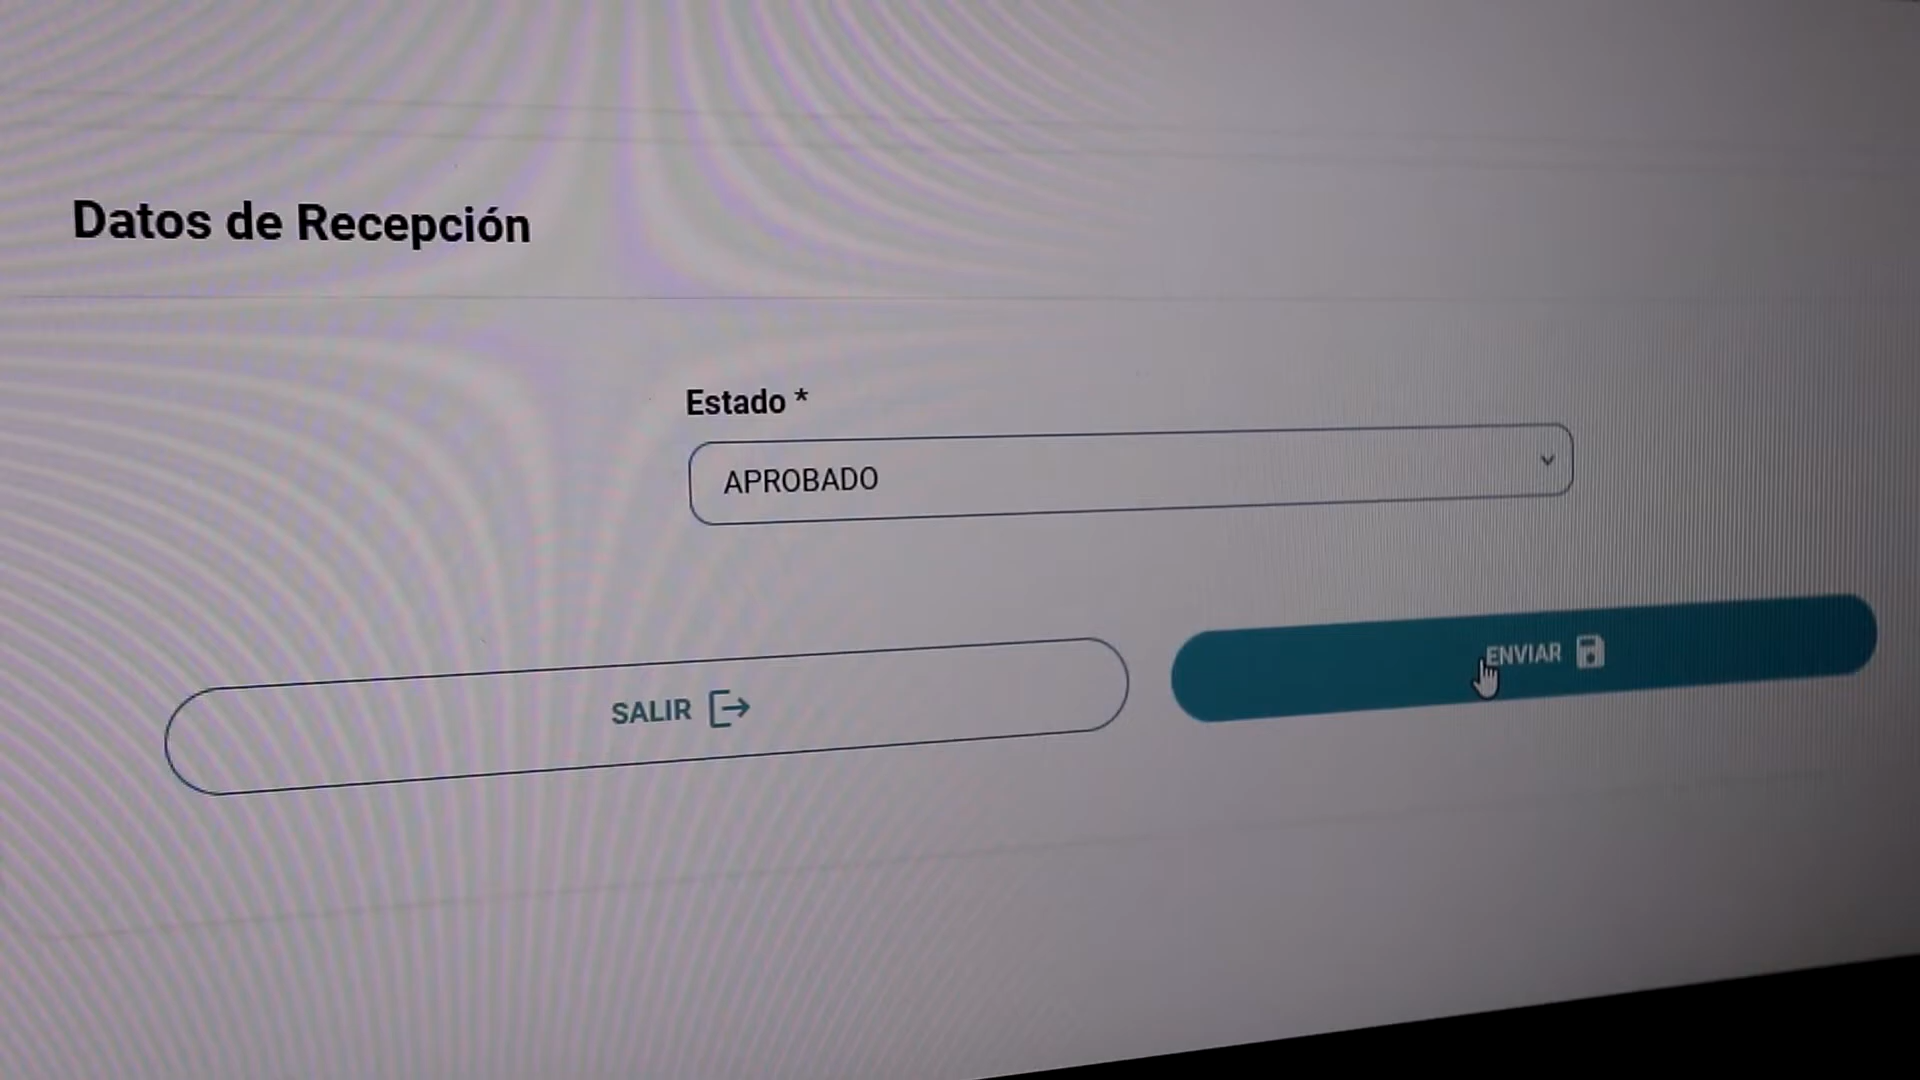 Datos de Recepción
Estado *
APROBADO
SALIR
ENVIAR